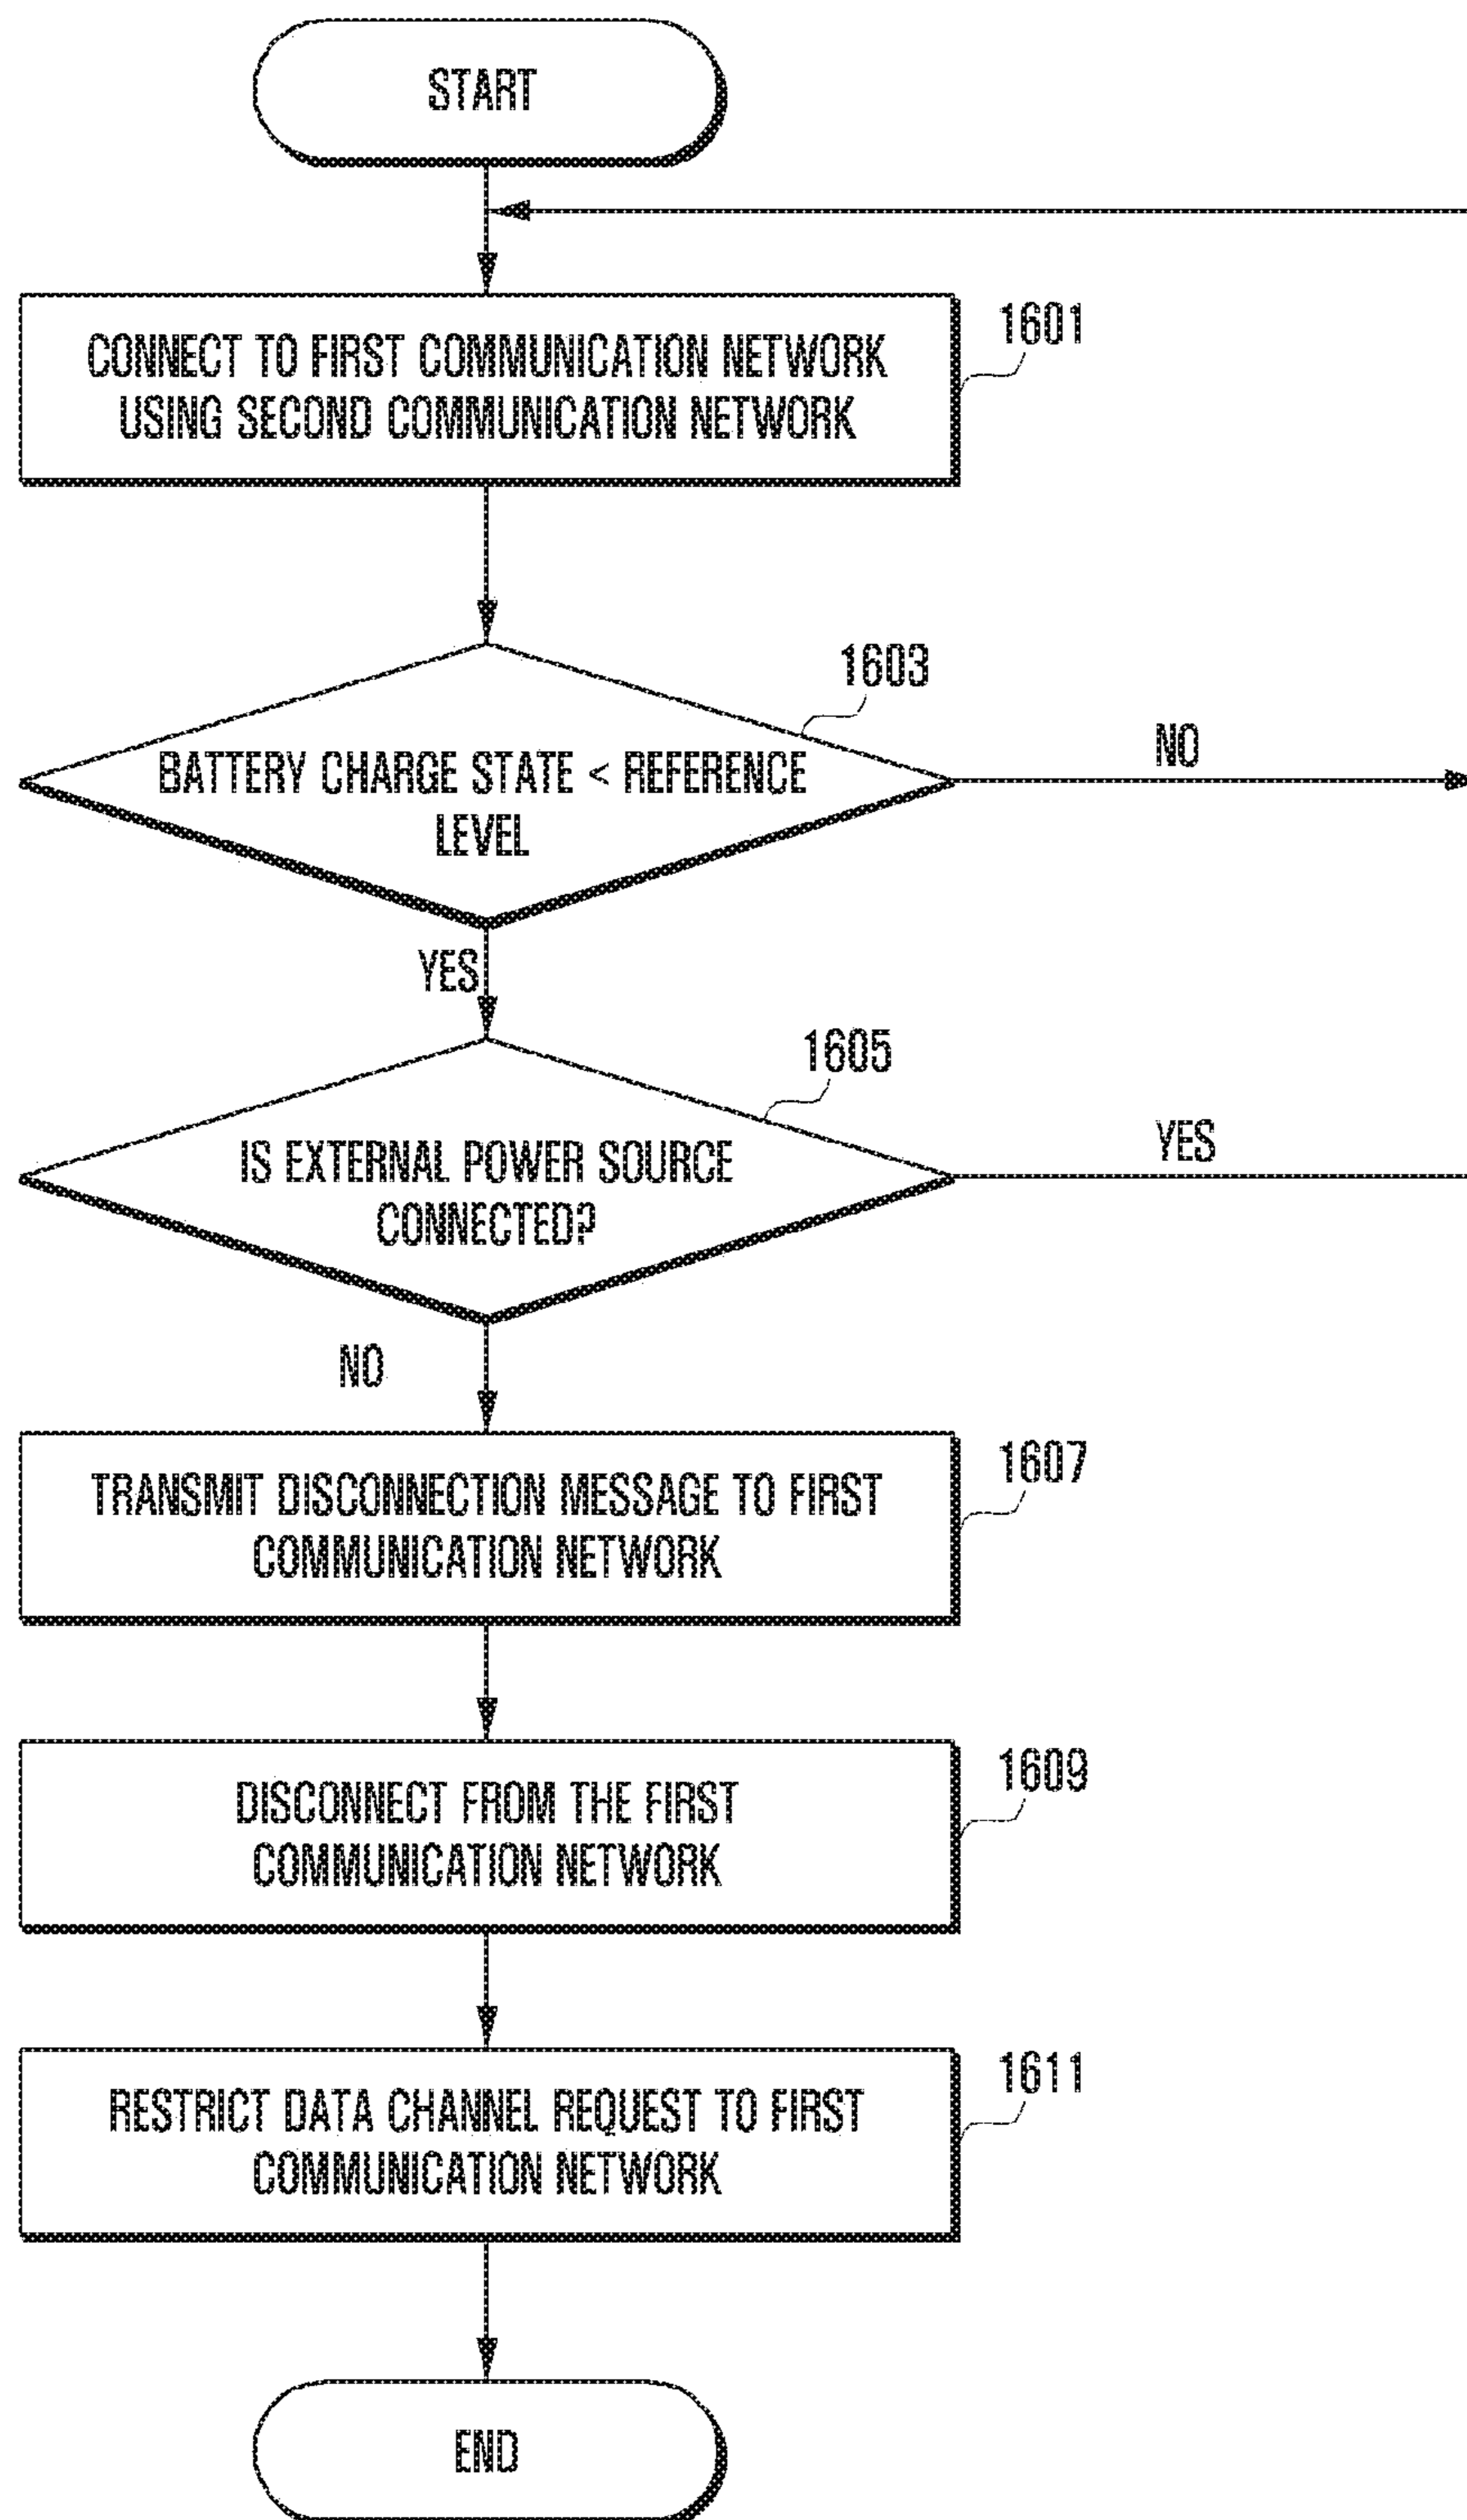 START
CONNECT TO FIRST COMMUNICATION NETWORK
USING SECOND COMMUNICATION NETWORK
1601
BATTERY CHARGE STATE < REFERENCE
LEVEL
1603
NO
YES
IS EXTERNAL POWER SOURCE
CONNECTED?
1605
YES
NO
TRANSMIT DISCONNECTION MESSAGE TO FIRST
COMMUNICATION NETWORK
1607
DISCONNECT FROM THE FIRST
COMMUNICATION NETWORK
1609
RESTRICT DATA CHANNEL REQUEST TO FIRST
COMMUNICATION NETWORK
1611
END